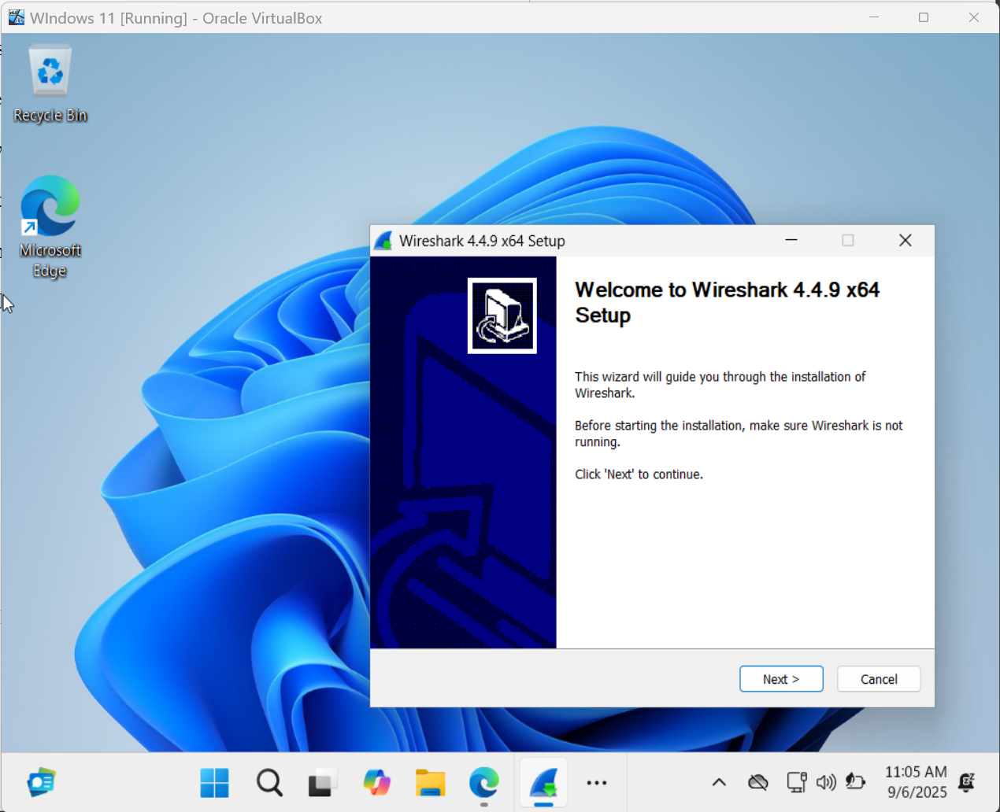 WIndows 11 [Running] - Oracle VirtualBox
Recycle Bin
Microsoft
Edge
Wireshark 4.4.9 x64 Setup
Welcome to Wireshark 4.4.9 x64
Setup
This wizard will guide you through the installation of
Wireshark.
Before starting the installation, make sure Wireshark is not
running.
Click 'Next' to continue.
Next >
Cancel
11:05 AM
9/6/2025